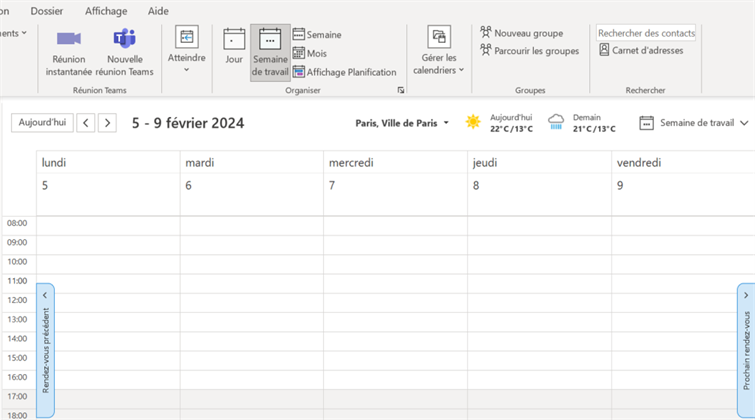 on Dossier Affichage Aide
ments
Réunion instantanée
Nouvelle réunion Teams
Réunion Teams
Atteindre
Jour
Semaine de travail
Semaine
Mois
Affichage Planification
Organiser
Gérer les calendriers
Nouveau groupe
Parcourir les groupes
Groupes
Rechercher des contacts
Carnet d'adresses
Rechercher
Aujourd'hui
5 - 9 février 2024
Paris, Ville de Paris
Aujourd'hui
22°C/13°C
Demain
21°C/13°C
Semaine de travail
lundi mardi mercredi jeudi vendredi
5 6 7 8 9
08:00
09:00
10:00
11:00
12:00
13:00
14:00
15:00
16:00
17:00
18:00
Rendez-vous précédent
Prochain rendez-vous